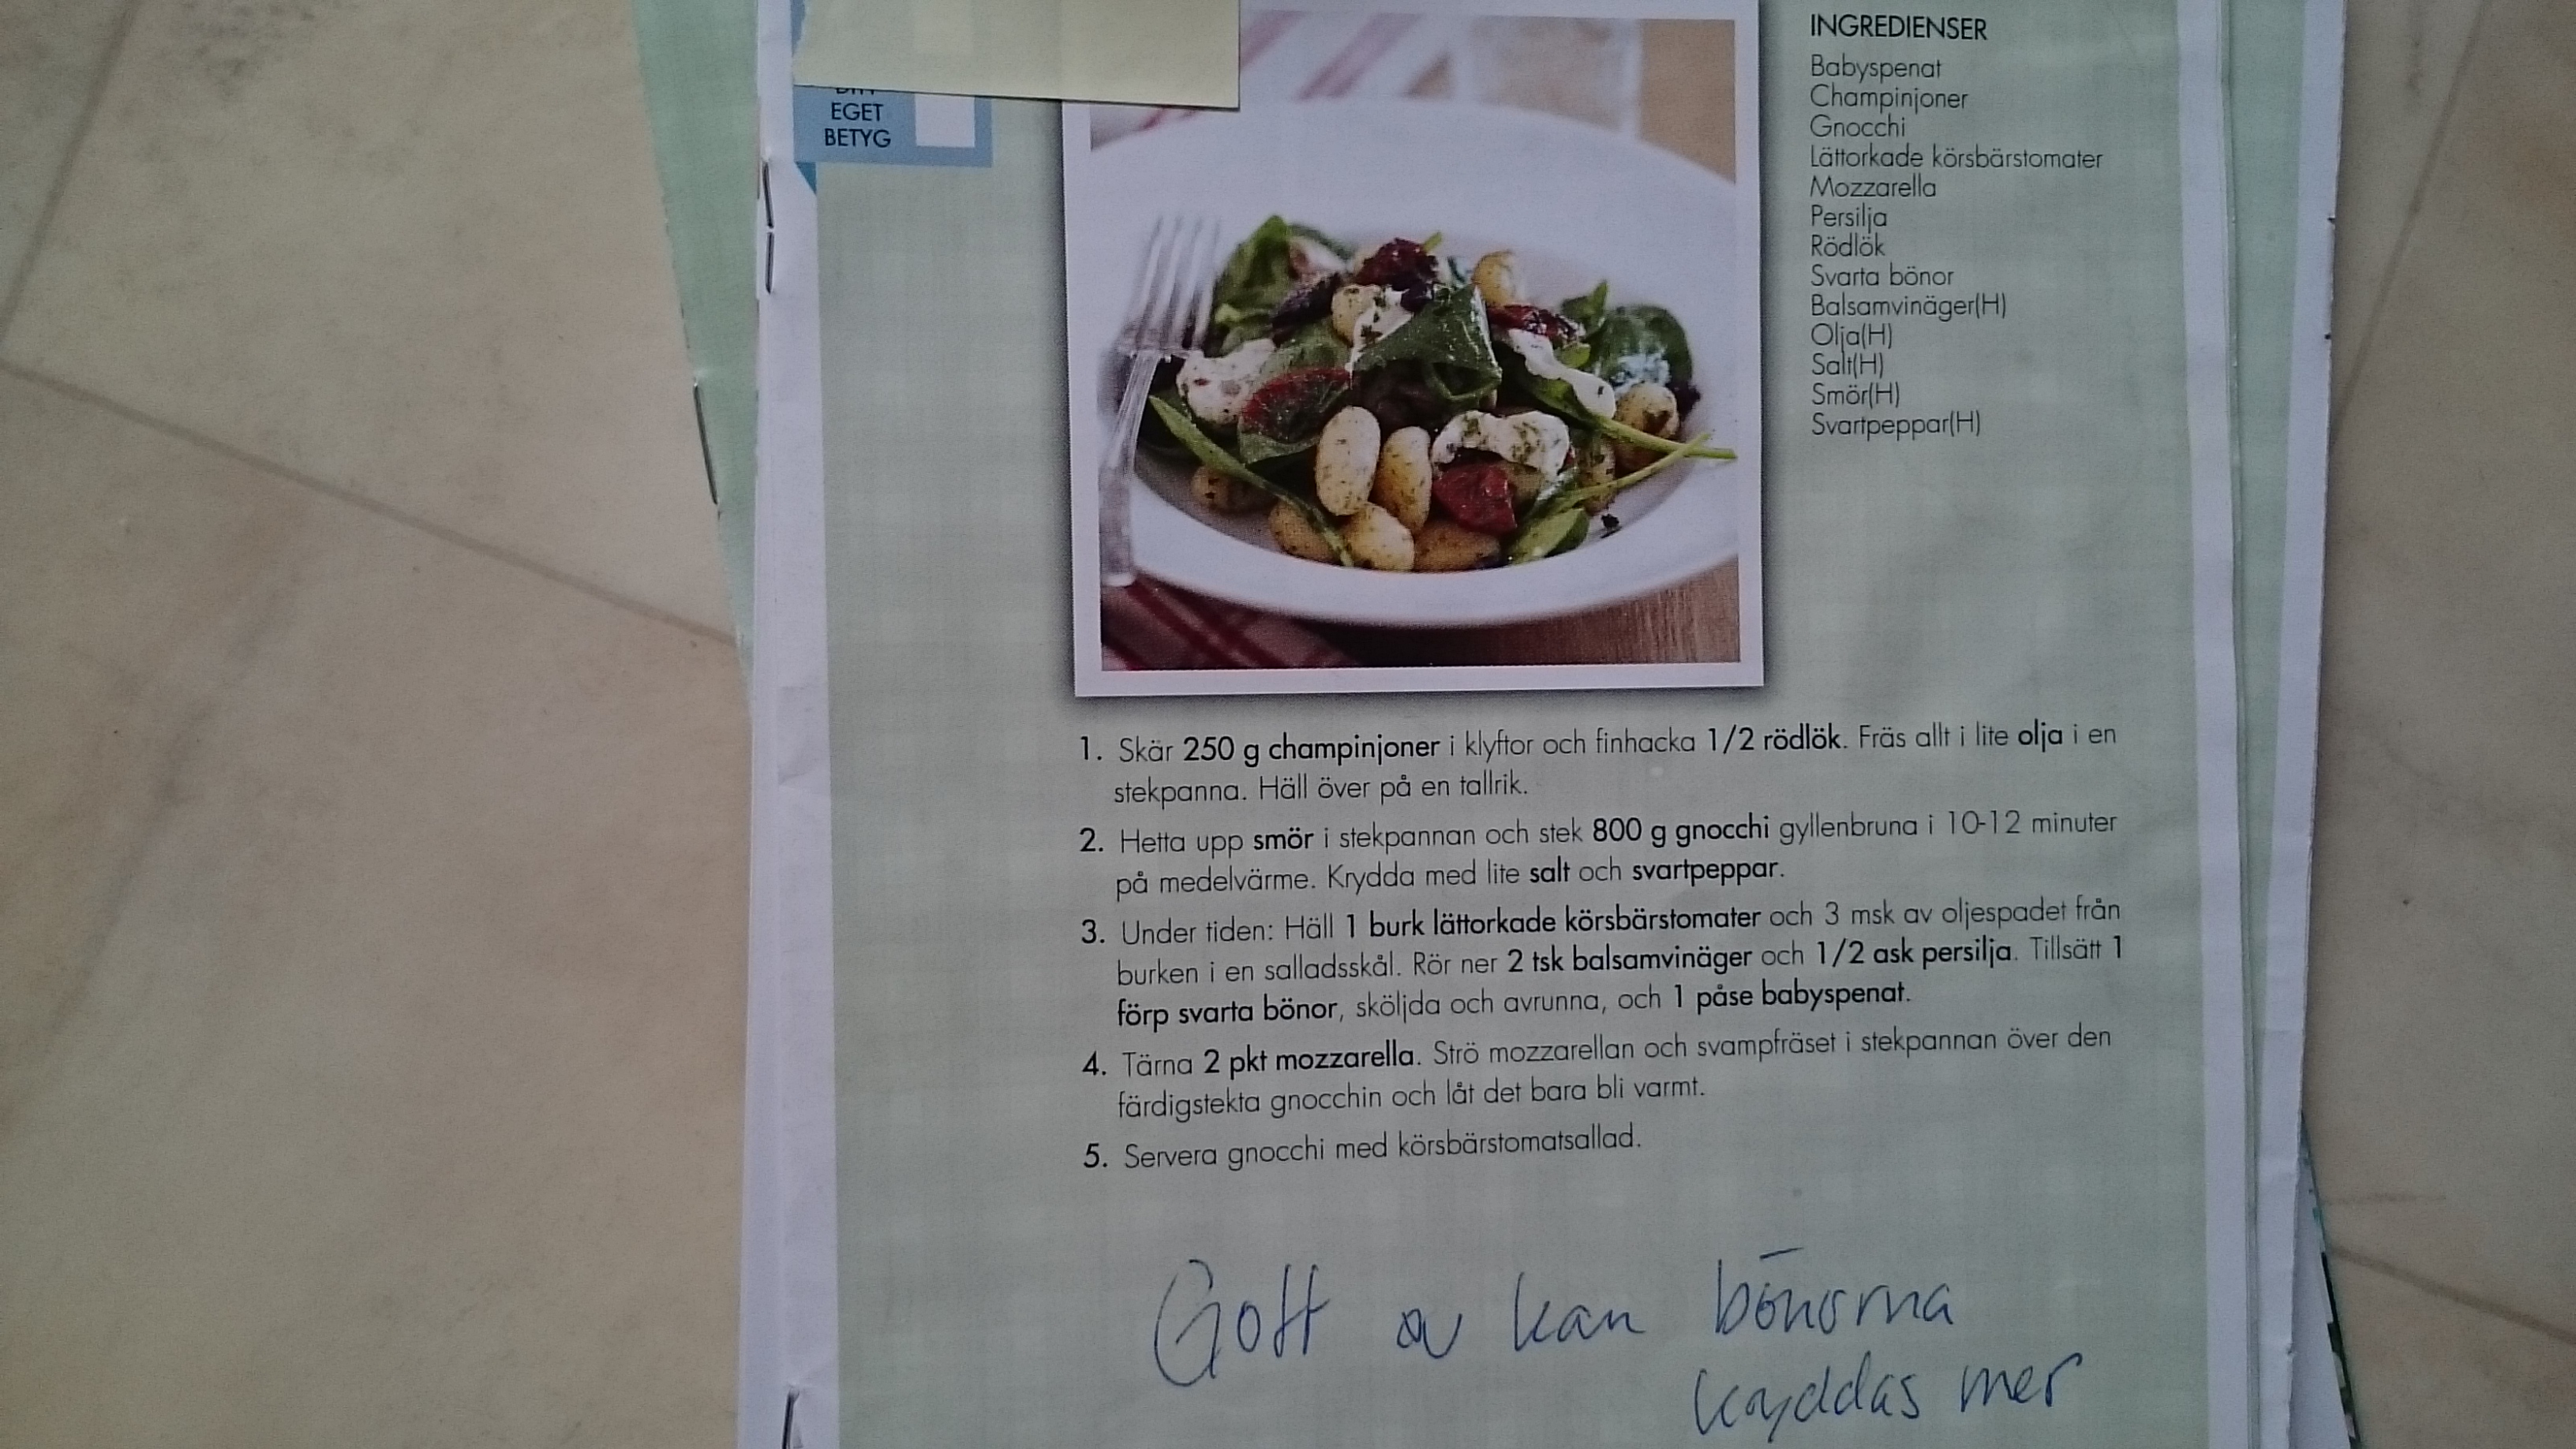 EGET
BETYG
INGREDIENSER
Babyspenat
Champinjoner
Gnocchi
Lättorkade körsbärstomater
Mozzarella
Persilja
Rödlök
Svarta bönor
Balsamvinäger(H)
Olja(H)
Salt(H)
Smör(H)
Svartpeppar(H)
1. Skär 250 g champinjoner i klyftor och finhacka 1/2 rödlök. Fräs allt i lite olja i en
stekpanna. Häll över på en tallrik.
2. Hetta upp smör i stekpannan och stek 800 g gnocchi gyllenbruna i 10-12 minuter
på medelvärme. Krydda med lite salt och svartpeppar.
3. Under tiden: Häll 1 burk lättorkade körsbärstomater och 3 msk av oljespadet från
burken i en salladsskål. Rör ner 2 tsk balsamvinäger och 1/2 ask persilja. Tillsätt 1
förp svarta bönor, sköljda och avrunna, och 1 påse babyspenat.
4. Tärna 2 pkt mozzarella. Strö mozzarellan och svampfräset i stekpannan över den
färdigstekta gnocchin och låt det bara bli varmt.
5. Servera gnocchi med körsbärstomatsallad.
Gott kan bönorna
kryddas mer